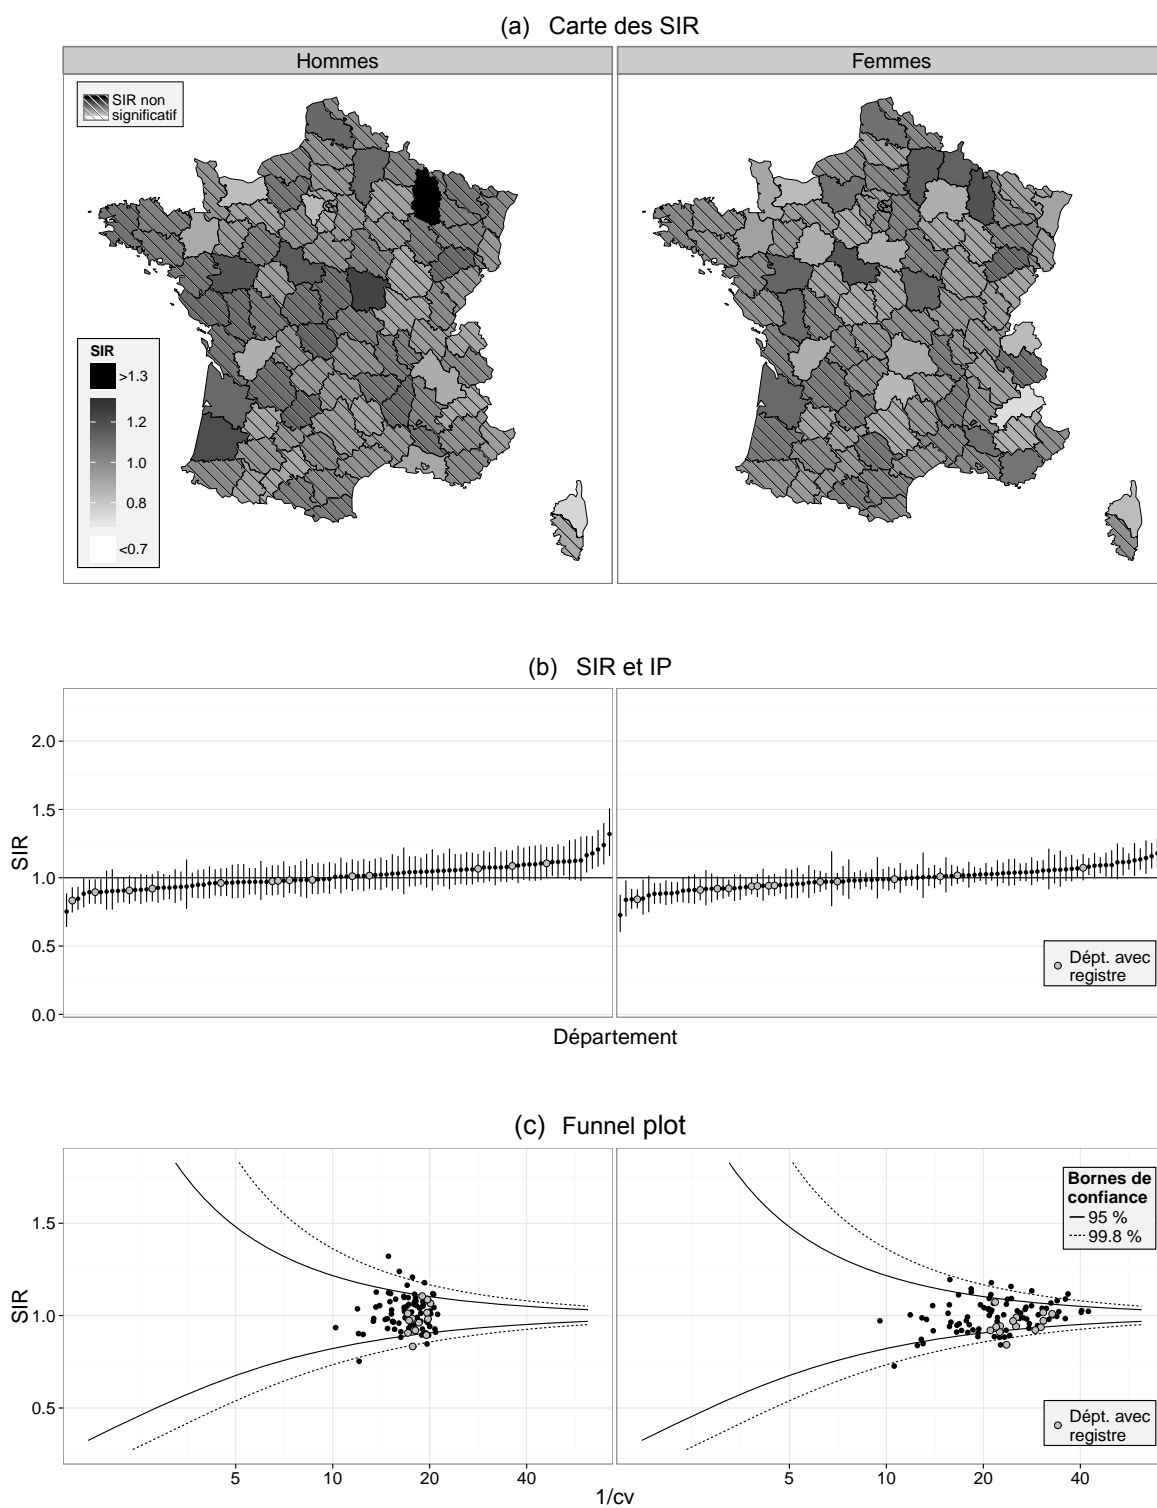 (a) Carte des SIR
Hommes
Femmes
SIR non
significatif
SIR
>1.3
1.2
1.0
0.8
<0.7
(b) SIR et IP
SIR
2.0
1.5
1.0
0.5
0.0
Dépt. avec
registre
Département
(c) Funnel plot
SIR
1.5
1.0
0.5
Bornes de
confiance
95 %
99.8 %
Dépt. avec
registre
5 10 20 40
5 10 20 40
1/cv